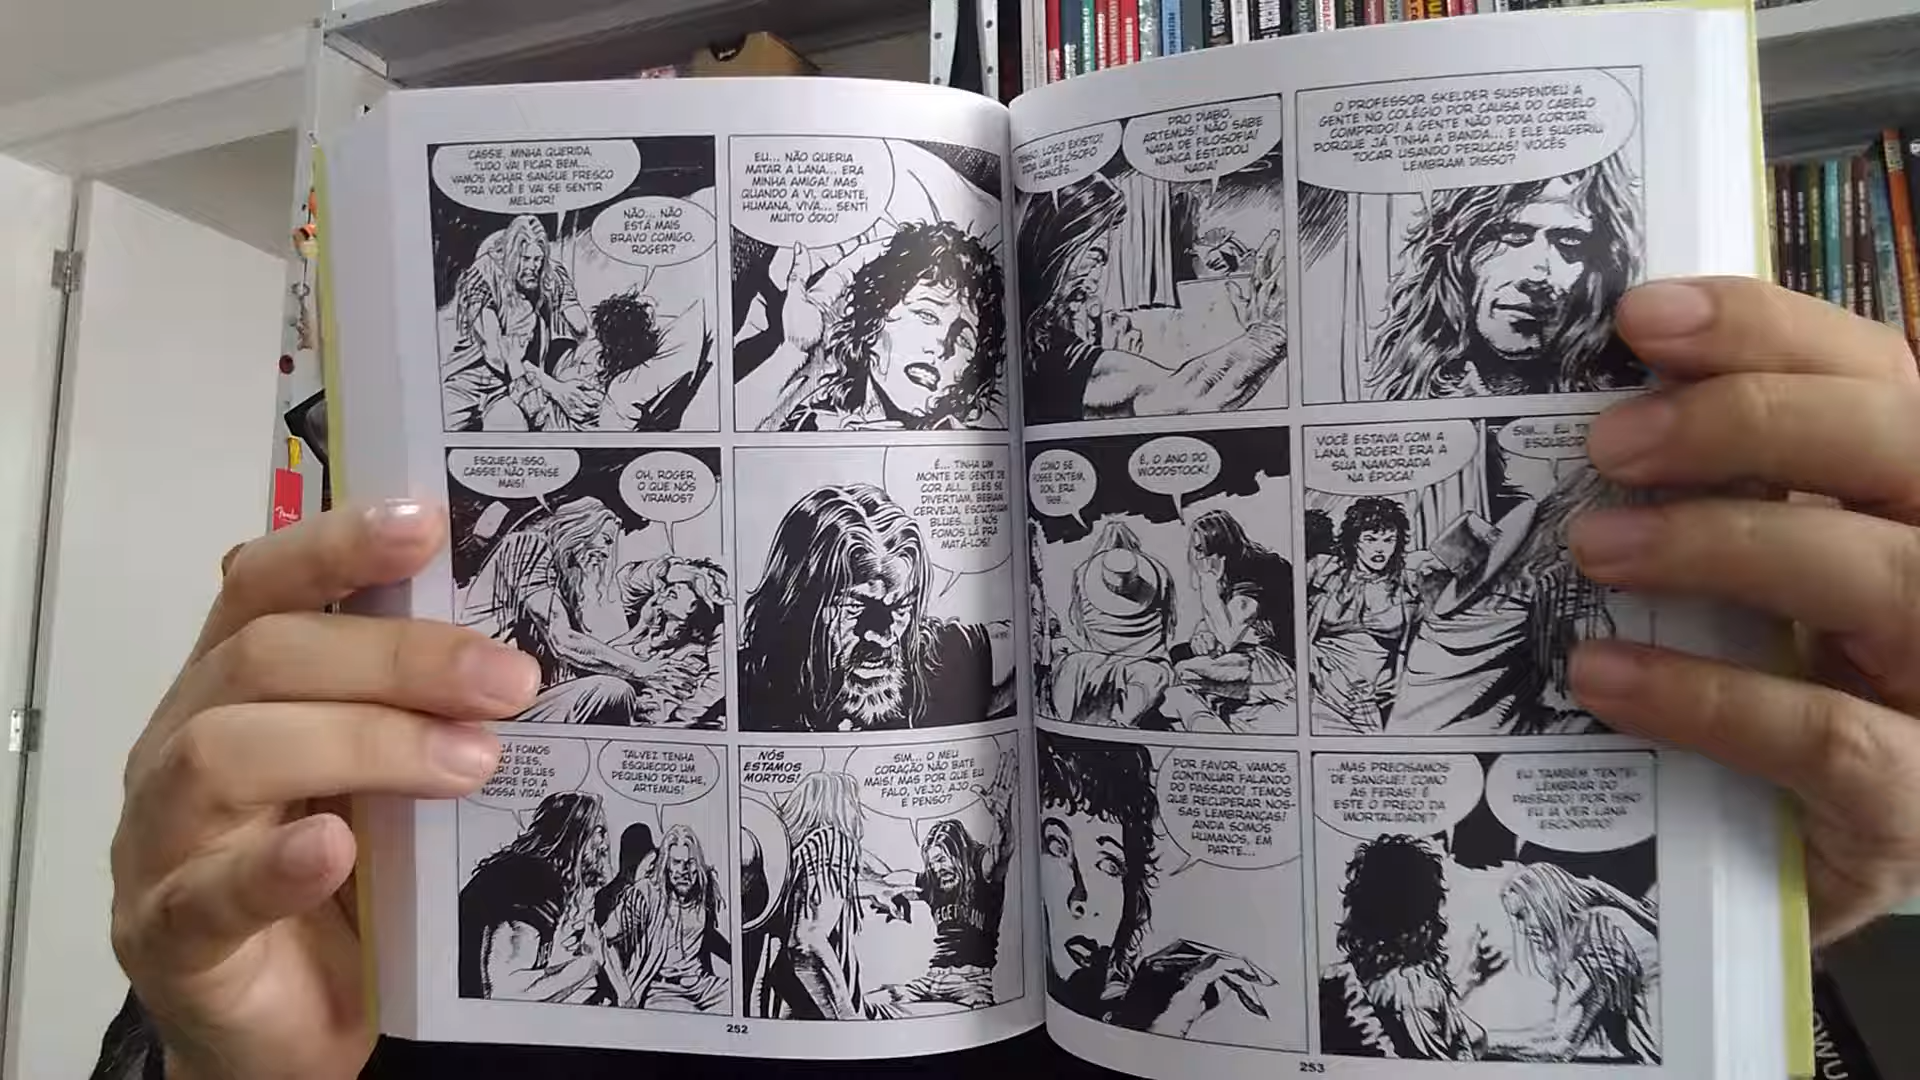 CASSIE, MINHA QUERIDA,
TUDO VAI FICAR BEM...
VAMOS ACHAR SANGUE FRESCO
PRA VOCÊ E VAI SE SENTIR
MELHOR!
NÃO... NÃO
ESTÁ MAIS
BRAVO COMIGO,
ROGER?
EU... NÃO QUERIA
MATAR A LANA... ERA
MINHA AMIGA! MAS
QUANDO A VI, QUENTE,
HUMANA, VIVA... SENTI
MUITO ÓDIO!
ESQUEÇA ISSO,
CASSIE! NÃO PENSE
MAIS!
OH, ROGER,
O QUE NÓS
VIRAMOS?
É... TINHA UM
MONTE DE GENTE DE
COR ALI... ELES SE
DIVERTIAM, BEBIAM
CERVEJA, ESCUTAVAM
BLUES... E NÓS
FOMOS LÁ PRA
MATÁ-LOS!
JÁ FOMOS
ELES,
O BLUES
FOI A
NOSSA VIDA!
TALVEZ TENHA
ESQUECIDO UM
PEQUENO DETALHE,
ARTEMUS!
NÓS
ESTAMOS
MORTOS!
SIM... O MEU
CORAÇÃO NÃO BATE
MAIS! MAS POR QUE EU
FALO, VEJO, AJO
E PENSO?
252
LOGO EXISTO!
UM FILÓSOFO
FRANCÊS...
PRO DIABO,
ARTEMUS! NÃO SABE
NADA DE FILOSOFIA!
NUNCA ESTUDOU
NADA!
O PROFESSOR SKELDER SUSPENDEU A
GENTE NO COLÉGIO POR CAUSA DO CABELO
COMPRIDO! A GENTE NÃO PODIA CORTAR
PORQUE JÁ TINHA A BANDA... E ELE SUGERIU
TOCAR USANDO PERUCAS! VOCÊS
LEMBRAM DISSO?
COMO SE
FOSSE ONTEM,
DON. ERA
1969...
É, O ANO DO
WOODSTOCK!
VOCÊ ESTAVA COM A
LANA, ROGER! ERA A
SUA NAMORADA
NA ÉPOCA!
SIM... EU
POR FAVOR, VAMOS
CONTINUAR FALANDO
DO PASSADO! TEMOS
QUE RECUPERAR NOS-
SAS LEMBRANÇAS!
AINDA SOMOS
HUMANOS, EM
PARTE...
...MAS PRECISAMOS
DE SANGUE! COMO
AS FERAS! É
ESTE O PREÇO DA
IMORTALIDADE?
EU TAMBÉM TENTEI
LEMBRAR DO
PASSADO! POR ISSO
EU IA VER LANA
ESCONDIDO!
253
Fender